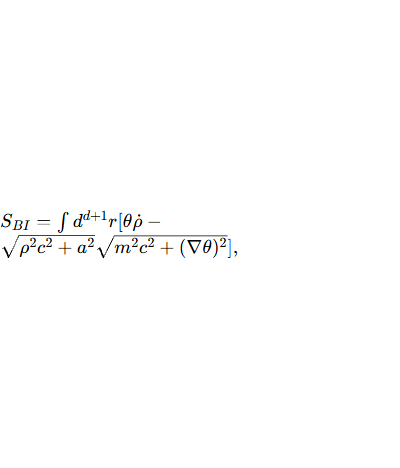 S_{BI} = ∫ d^{d+1}r[θρ̇ −
√(ρ²c² + a²)√(m²c² + (∇θ)²)],